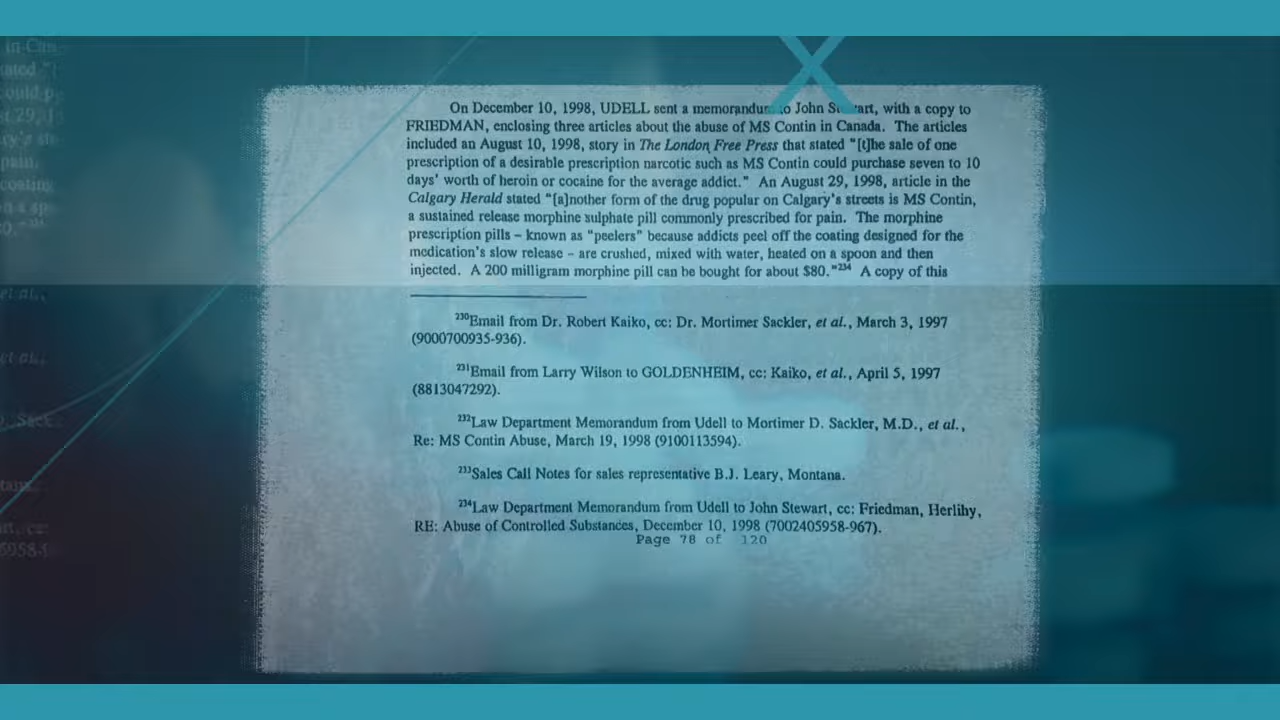 On December 10, 1998, UDELL sent a memorandum to John Stewart, with a copy to
FRIEDMAN, enclosing three articles about the abuse of MS Contin in Canada. The articles
included an August 10, 1998, story in The London Free Press that stated "[t]he sale of one
prescription of a desirable prescription narcotic such as MS Contin could purchase seven to 10
days' worth of heroin or cocaine for the average addict." An August 29, 1998, article in the
Calgary Herald stated "[a]nother form of the drug popular on Calgary's streets is MS Contin,
a sustained release morphine sulphate pill commonly prescribed for pain. The morphine
prescription pills – known as "peelers" because addicts peel off the coating designed for the
medication's slow release – are crushed, mixed with water, heated on a spoon and then
injected. A 200 milligram morphine pill can be bought for about $80."234 A copy of this
230Email from Dr. Robert Kaiko, cc: Dr. Mortimer Sackler, et al., March 3, 1997
(9000700935-936).
231Email from Larry Wilson to GOLDENHEIM, cc: Kaiko, et al., April 5, 1997
(8813047292).
232Law Department Memorandum from Udell to Mortimer D. Sackler, M.D., et al.,
Re: MS Contin Abuse, March 19, 1998 (9100113594).
233Sales Call Notes for sales representative B.J. Leary, Montana.
234Law Department Memorandum from Udell to John Stewart, cc: Friedman, Herlihy,
RE: Abuse of Controlled Substances, December 10, 1998 (7002405958-967).
Page 78 of 120